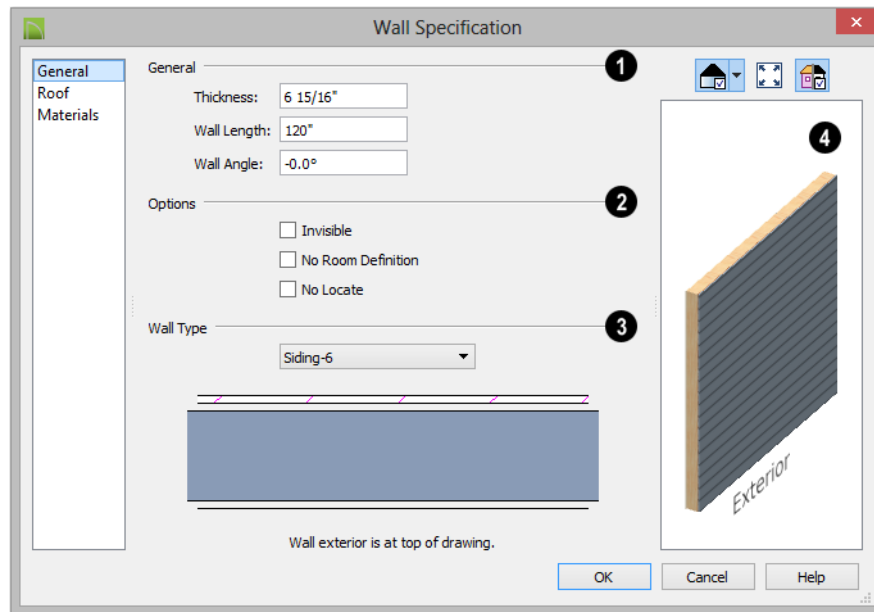 Wall Specification
General
Roof
Materials
General
1
Thickness: 6 15/16"
Wall Length: 120"
Wall Angle: -0.0°
Options
2
Invisible
No Room Definition
No Locate
Wall Type
3
Siding-6
Wall exterior is at top of drawing.
4
Exterior
OK
Cancel
Help